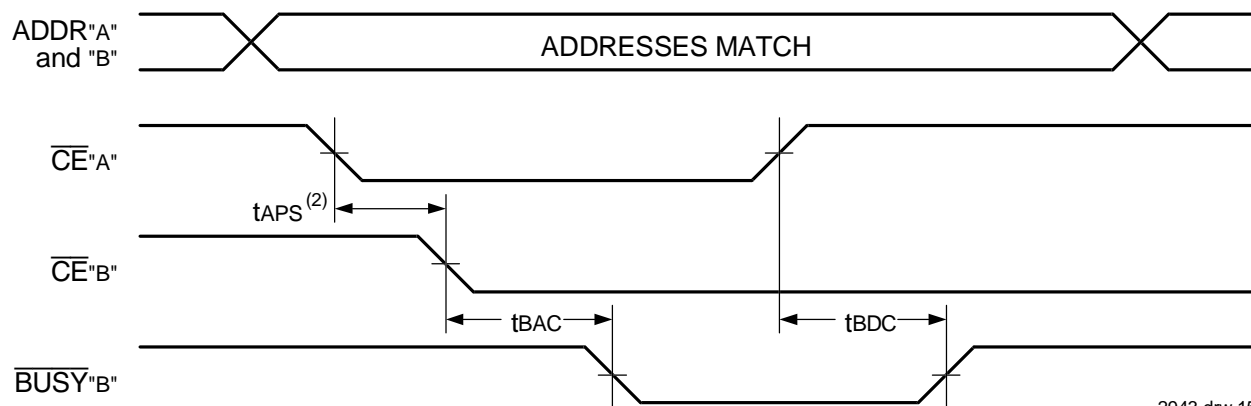 ADDR"A"
and "B"
ADDRESSES MATCH
CE"A"
tAPS (2)
CE"B"
tBAC
tBDC
BUSY"B"